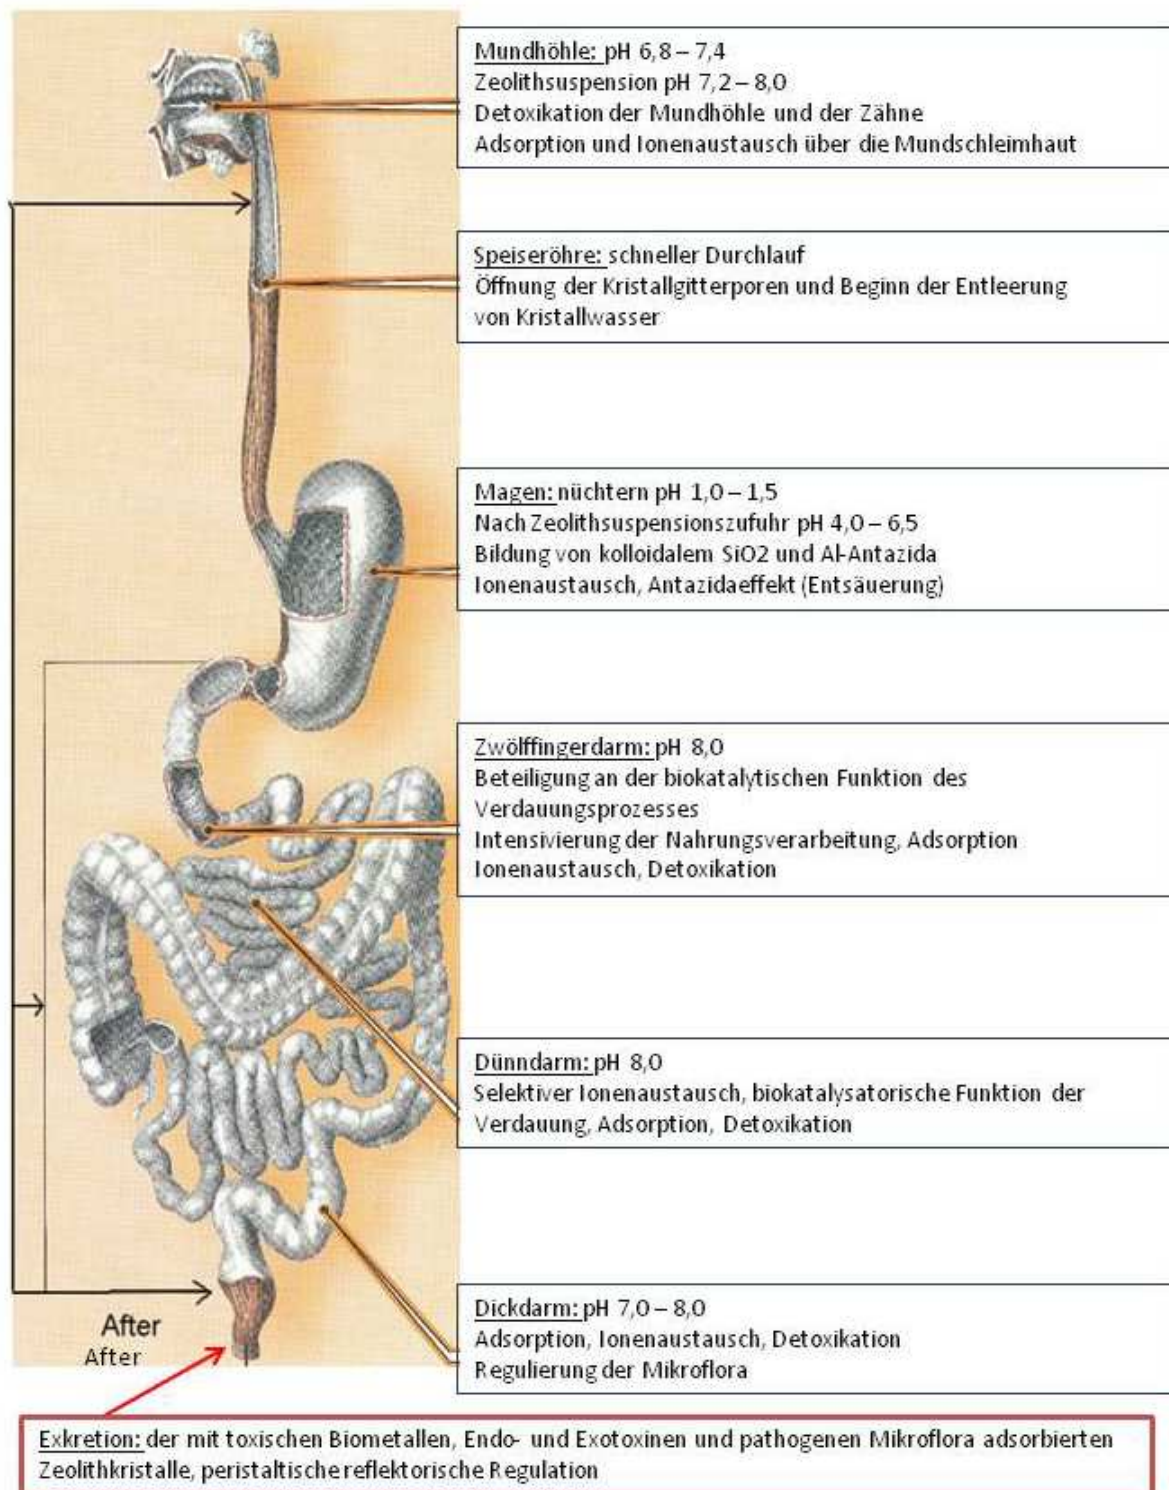 Mundhöhle: pH 6,8 – 7,4
Zeolithsuspension pH 7,2 – 8,0
Detoxikation der Mundhöhle und der Zähne
Adsorption und Ionenaustausch über die Mundschleimhaut
Speiseröhre: schneller Durchlauf
Öffnung der Kristallgitterporen und Beginn der Entleerung
von Kristallwasser
Magen: nüchtern pH 1,0 – 1,5
Nach Zeolithsuspensionszufuhr pH 4,0 – 6,5
Bildung von kolloidalem SiO2 und Al-Antazida
Ionenaustausch, Antazidaeffekt (Entsäuerung)
Zwölffingerdarm: pH 8,0
Beteiligung an der biokatalytischen Funktion des
Verdauungsprozesses
Intensivierung der Nahrungsverarbeitung, Adsorption
Ionenaustausch, Detoxikation
Dünndarm: pH 8,0
Selektiver Ionenaustausch, biokatalysatorische Funktion der
Verdauung, Adsorption, Detoxikation
Dickdarm: pH 7,0 – 8,0
Adsorption, Ionenaustausch, Detoxikation
Regulierung der Mikroflora
After
After
Exkretion: der mit toxischen Biometallen, Endo- und Exotoxinen und pathogenen Mikroflora adsorbierten
Zeolithkristalle, peristaltische reflektorische Regulation